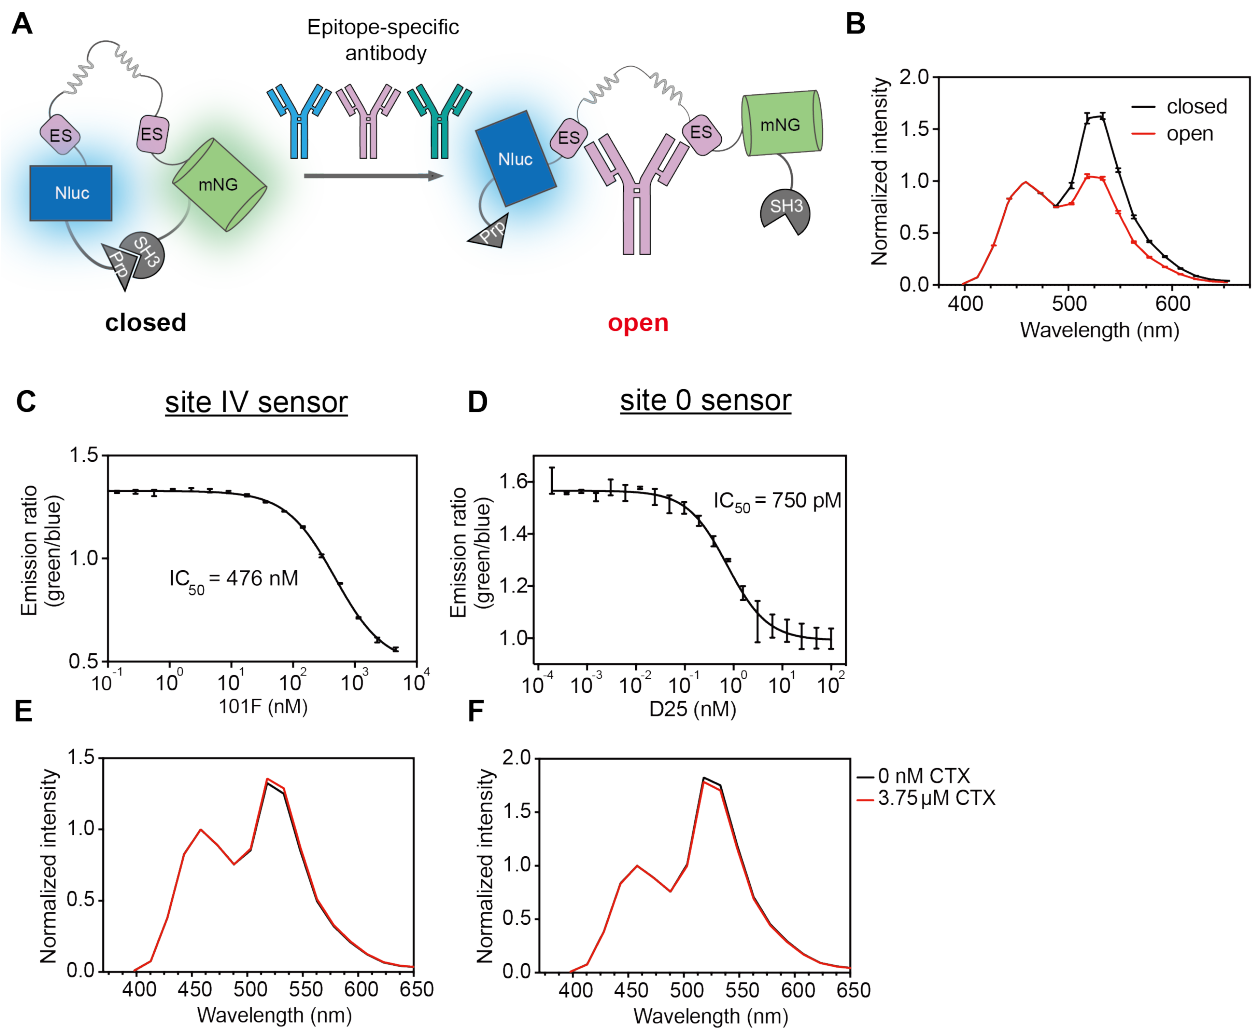 A
Epitope-specific
antibody
ES
ES
Nluc
mNG
Prp
SH3
closed
Nluc
ES
ES
mNG
Prp
SH3
open
B
2.0
1.5
1.0
0.5
0.0
Normalized intensity
closed
open
400
500
600
Wavelength (nm)
C
site IV sensor
1.5
1.0
0.5
Emission ratio
(green/blue)
IC50 = 476 nM
10-1
100
101
102
103
104
101F (nM)
D
site 0 sensor
1.6
1.4
1.2
1.0
Emission ratio
(green/blue)
IC50 = 750 pM
10-4
10-3
10-2
10-1
100
101
102
D25 (nM)
E
1.5
1.0
0.5
0.0
Normalized intensity
400
450
500
550
600
650
Wavelength (nm)
F
2.0
1.5
1.0
0.5
0.0
Normalized intensity
0 nM CTX
3.75 µM CTX
400
450
500
550
600
650
Wavelength (nm)